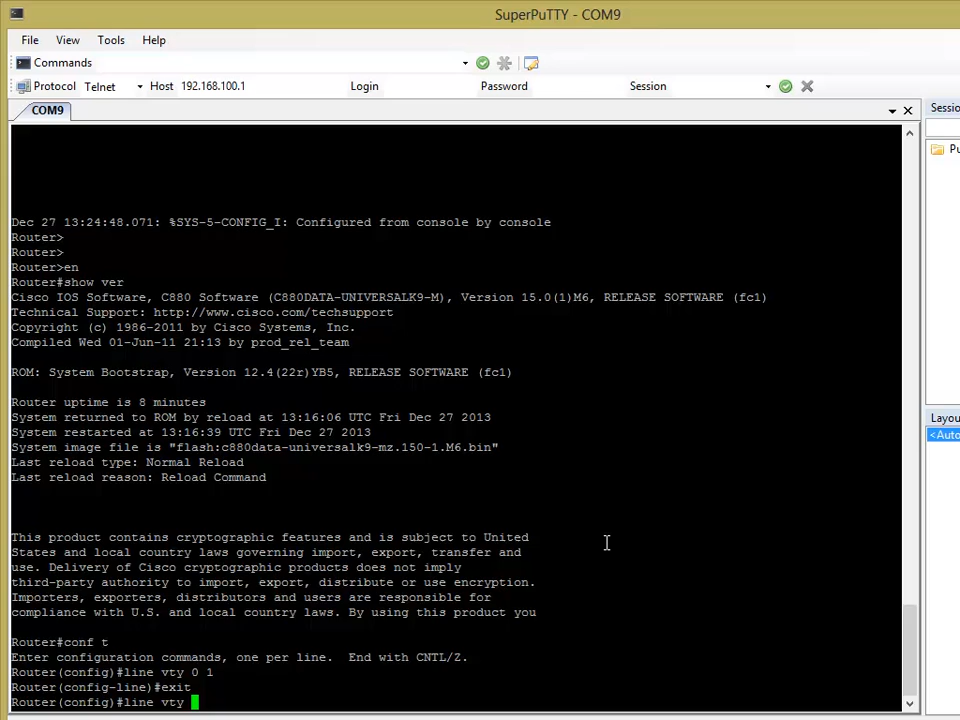 SuperPuTTY - COM9
File View Tools Help
Commands
Protocol Telnet Host 192.168.100.1 Login Password Session
COM9
Dec 27 13:24:48.071: %SYS-5-CONFIG_I: Configured from console by console
Router>
Router>
Router>en
Router#show ver
Cisco IOS Software, C880 Software (C880DATA-UNIVERSALK9-M), Version 15.0(1)M6, RELEASE SOFTWARE (fc1)
Technical Support: http://www.cisco.com/techsupport
Copyright (c) 1986-2011 by Cisco Systems, Inc.
Compiled Wed 01-Jun-11 21:13 by prod_rel_team
ROM: System Bootstrap, Version 12.4(22r)YB5, RELEASE SOFTWARE (fc1)
Router uptime is 8 minutes
System returned to ROM by reload at 13:16:06 UTC Fri Dec 27 2013
System restarted at 13:16:39 UTC Fri Dec 27 2013
System image file is "flash:c880data-universalk9-mz.150-1.M6.bin"
Last reload type: Normal Reload
Last reload reason: Reload Command
This product contains cryptographic features and is subject to United
States and local country laws governing import, export, transfer and
use. Delivery of Cisco cryptographic products does not imply
third-party authority to import, export, distribute or use encryption.
Importers, exporters, distributors and users are responsible for
compliance with U.S. and local country laws. By using this product you
Router#conf t
Enter configuration commands, one per line.  End with CNTL/Z.
Router(config)#line vty 0 1
Router(config-line)#exit
Router(config)#line vty
Sessio
Pu
Layou
<Auto